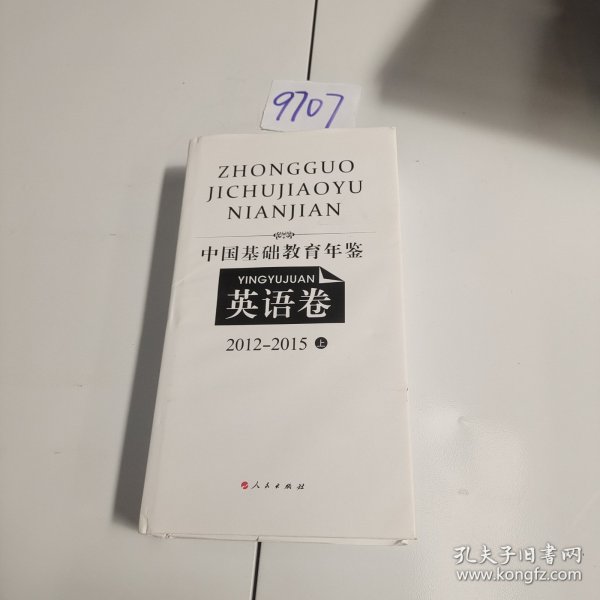 9707
ZHONGGUO
JICHUJIAOYU
NIANJIAN
中国基础教育年鉴
YINGYUJUAN
英语卷
2012-2015 上
人民出版社
孔夫子旧书网
www.kongfz.com